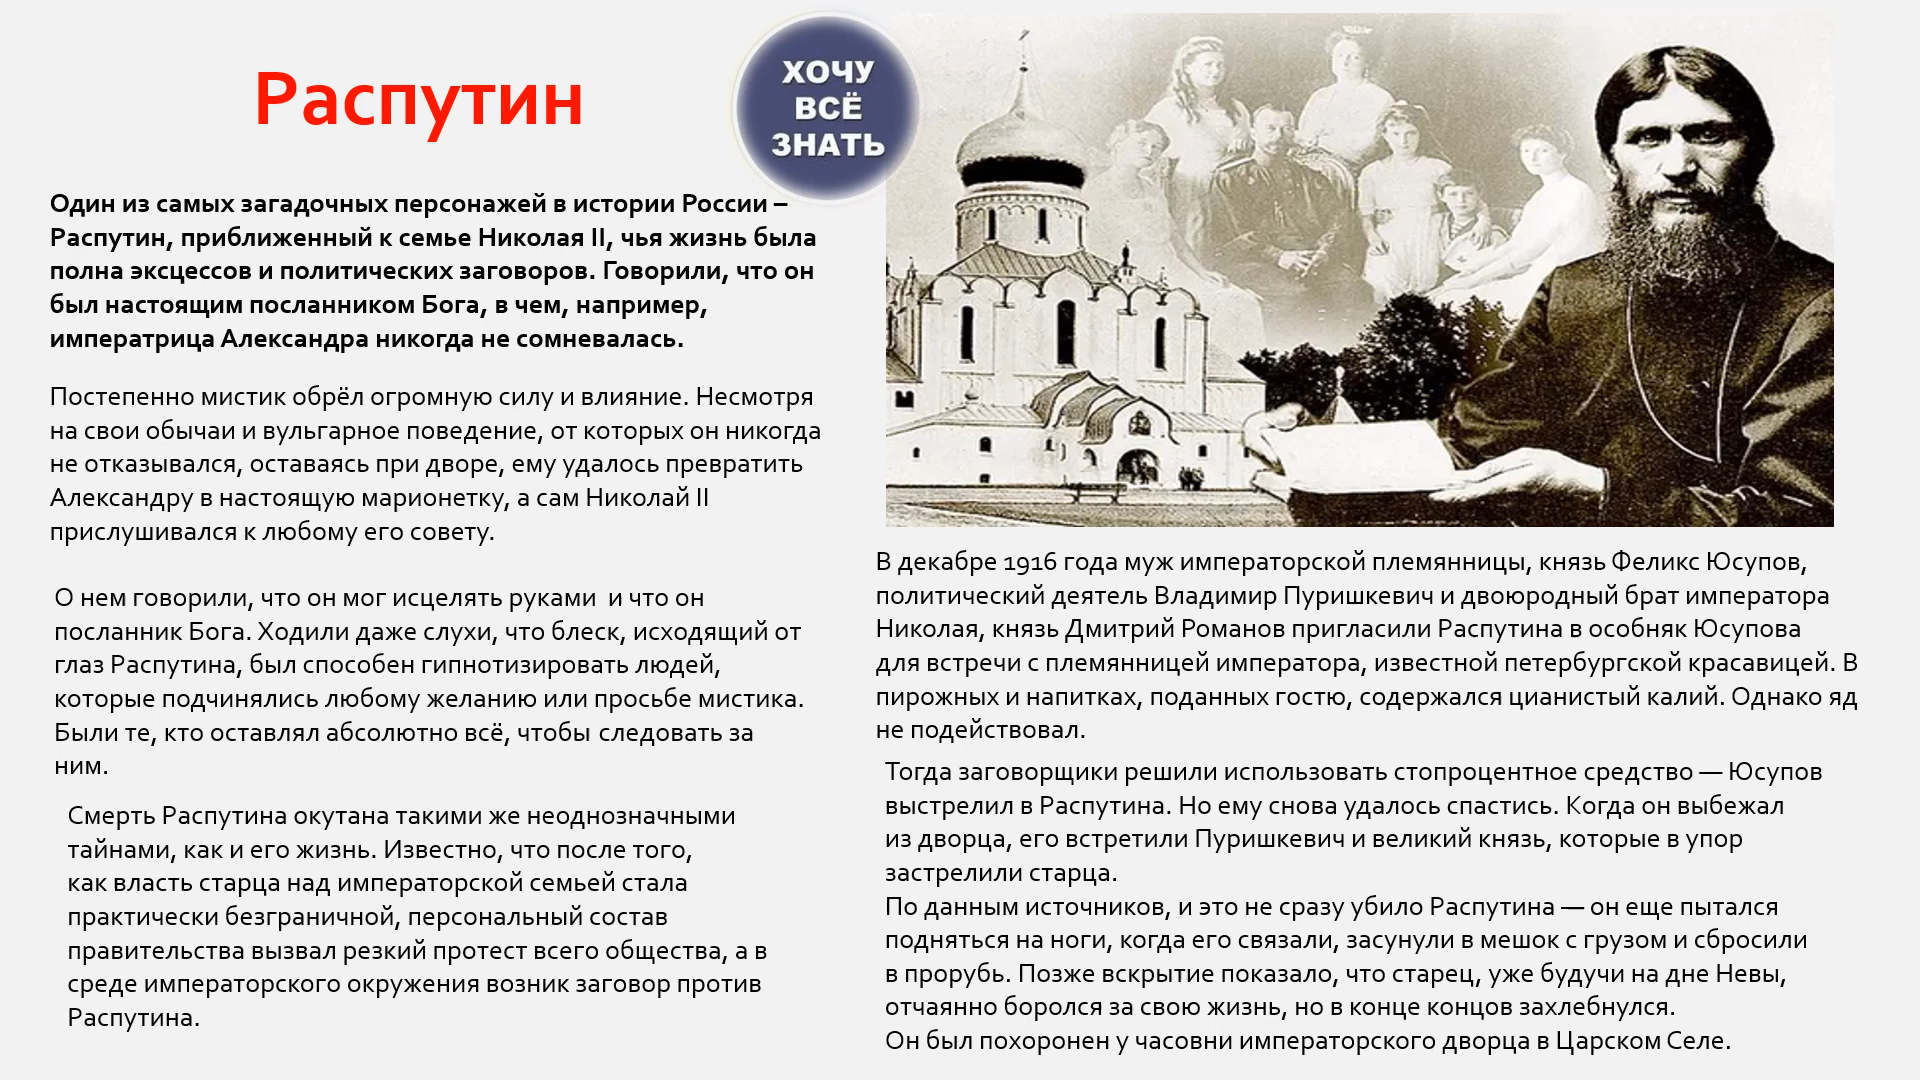 Распутин
ХОЧУ
ВСЁ
ЗНАТЬ
Один из самых загадочных персонажей в истории России –
Распутин, приближенный к семье Николая II, чья жизнь была
полна эксцессов и политических заговоров. Говорили, что он
был настоящим посланником Бога, в чем, например,
императрица Александра никогда не сомневалась.
Постепенно мистик обрёл огромную силу и влияние. Несмотря
на свои обычаи и вульгарное поведение, от которых он никогда
не отказывался, оставаясь при дворе, ему удалось превратить
Александру в настоящую марионетку, а сам Николай II
прислушивался к любому его совету.
О нем говорили, что он мог исцелять руками  и что он
посланник Бога. Ходили даже слухи, что блеск, исходящий от
глаз Распутина, был способен гипнотизировать людей,
которые подчинялись любому желанию или просьбе мистика.
Были те, кто оставлял абсолютно всё, чтобы следовать за
ним.
Смерть Распутина окутана такими же неоднозначными
тайнами, как и его жизнь. Известно, что после того,
как власть старца над императорской семьей стала
практически безграничной, персональный состав
правительства вызвал резкий протест всего общества, а в
среде императорского окружения возник заговор против
Распутина.
В декабре 1916 года муж императорской племянницы, князь Феликс Юсупов,
политический деятель Владимир Пуришкевич и двоюродный брат императора
Николая, князь Дмитрий Романов пригласили Распутина в особняк Юсупова
для встречи с племянницей императора, известной петербургской красавицей. В
пирожных и напитках, поданных гостю, содержался цианистый калий. Однако яд
не подействовал.
Тогда заговорщики решили использовать стопроцентное средство — Юсупов
выстрелил в Распутина. Но ему снова удалось спастись. Когда он выбежал
из дворца, его встретили Пуришкевич и великий князь, которые в упор
застрелили старца.
По данным источников, и это не сразу убило Распутина — он еще пытался
подняться на ноги, когда его связали, засунули в мешок с грузом и сбросили
в прорубь. Позже вскрытие показало, что старец, уже будучи на дне Невы,
отчаянно боролся за свою жизнь, но в конце концов захлебнулся.
Он был похоронен у часовни императорского дворца в Царском Селе.